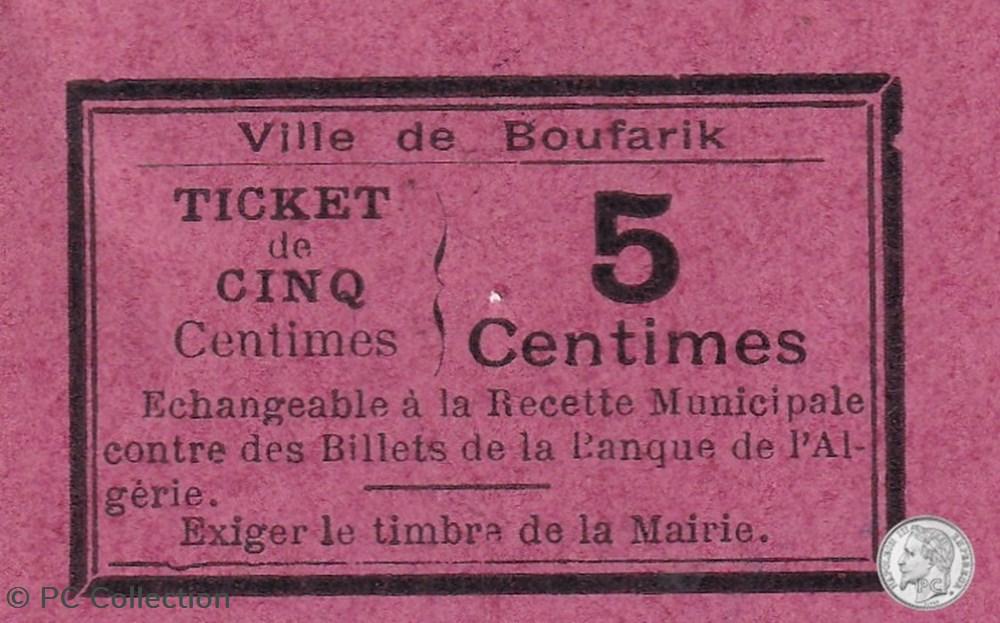 Ville de Boufarik
TICKET
de
CINQ
Centimes
5
Centimes
Echangeable à la Recette Municipale
contre des Billets de la Banque de l'Al-
gérie.
Exiger le timbre de la Mairie.
© PC Collection
PC